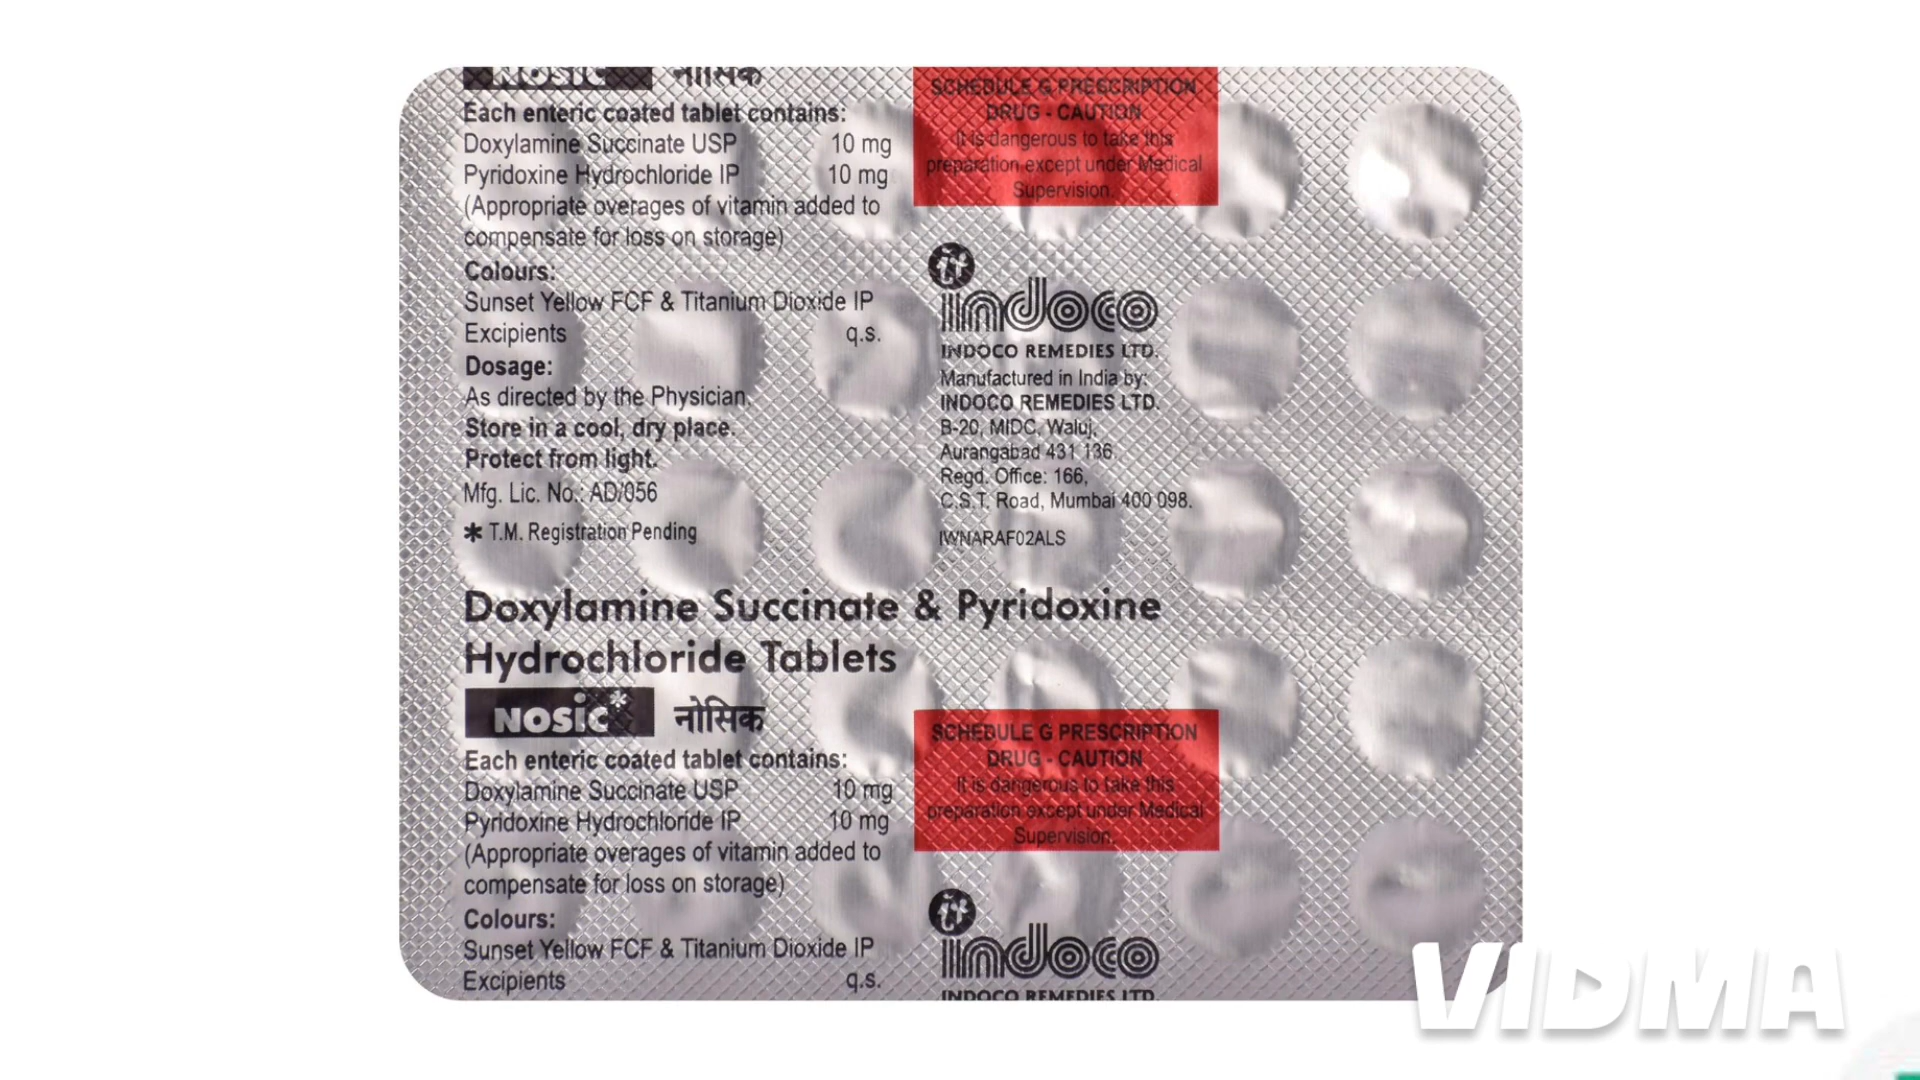 NOSIC नोसिक
Each enteric coated tablet contains:
Doxylamine Succinate USP 10 mg
Pyridoxine Hydrochloride IP 10 mg
(Appropriate overages of vitamin added to
compensate for loss on storage)
Colours:
Sunset Yellow FCF & Titanium Dioxide IP
Excipients q.s.
Dosage:
As directed by the Physician.
Store in a cool, dry place.
Protect from light.
Mfg. Lic. No.: AD/056
* T.M. Registration Pending
SCHEDULE G PRESCRIPTION
DRUG - CAUTION
It is dangerous to take this
preparation except under Medical
Supervision.
indoco
INDOCO REMEDIES LTD.
Manufactured in India by:
INDOCO REMEDIES LTD.
B-20, MIDC, Waluj,
Aurangabad 431 136.
Regd. Office: 166,
C.S.T. Road, Mumbai 400 098.
IWNARAF02ALS
Doxylamine Succinate & Pyridoxine
Hydrochloride Tablets
NOSIC* नोसिक
Each enteric coated tablet contains:
Doxylamine Succinate USP 10 mg
Pyridoxine Hydrochloride IP 10 mg
(Appropriate overages of vitamin added to
compensate for loss on storage)
Colours:
Sunset Yellow FCF & Titanium Dioxide IP
Excipients q.s.
SCHEDULE G PRESCRIPTION
DRUG - CAUTION
It is dangerous to take this
preparation except under Medical
Supervision.
indoco
INDOCO REMEDIES LTD.
VIDMA